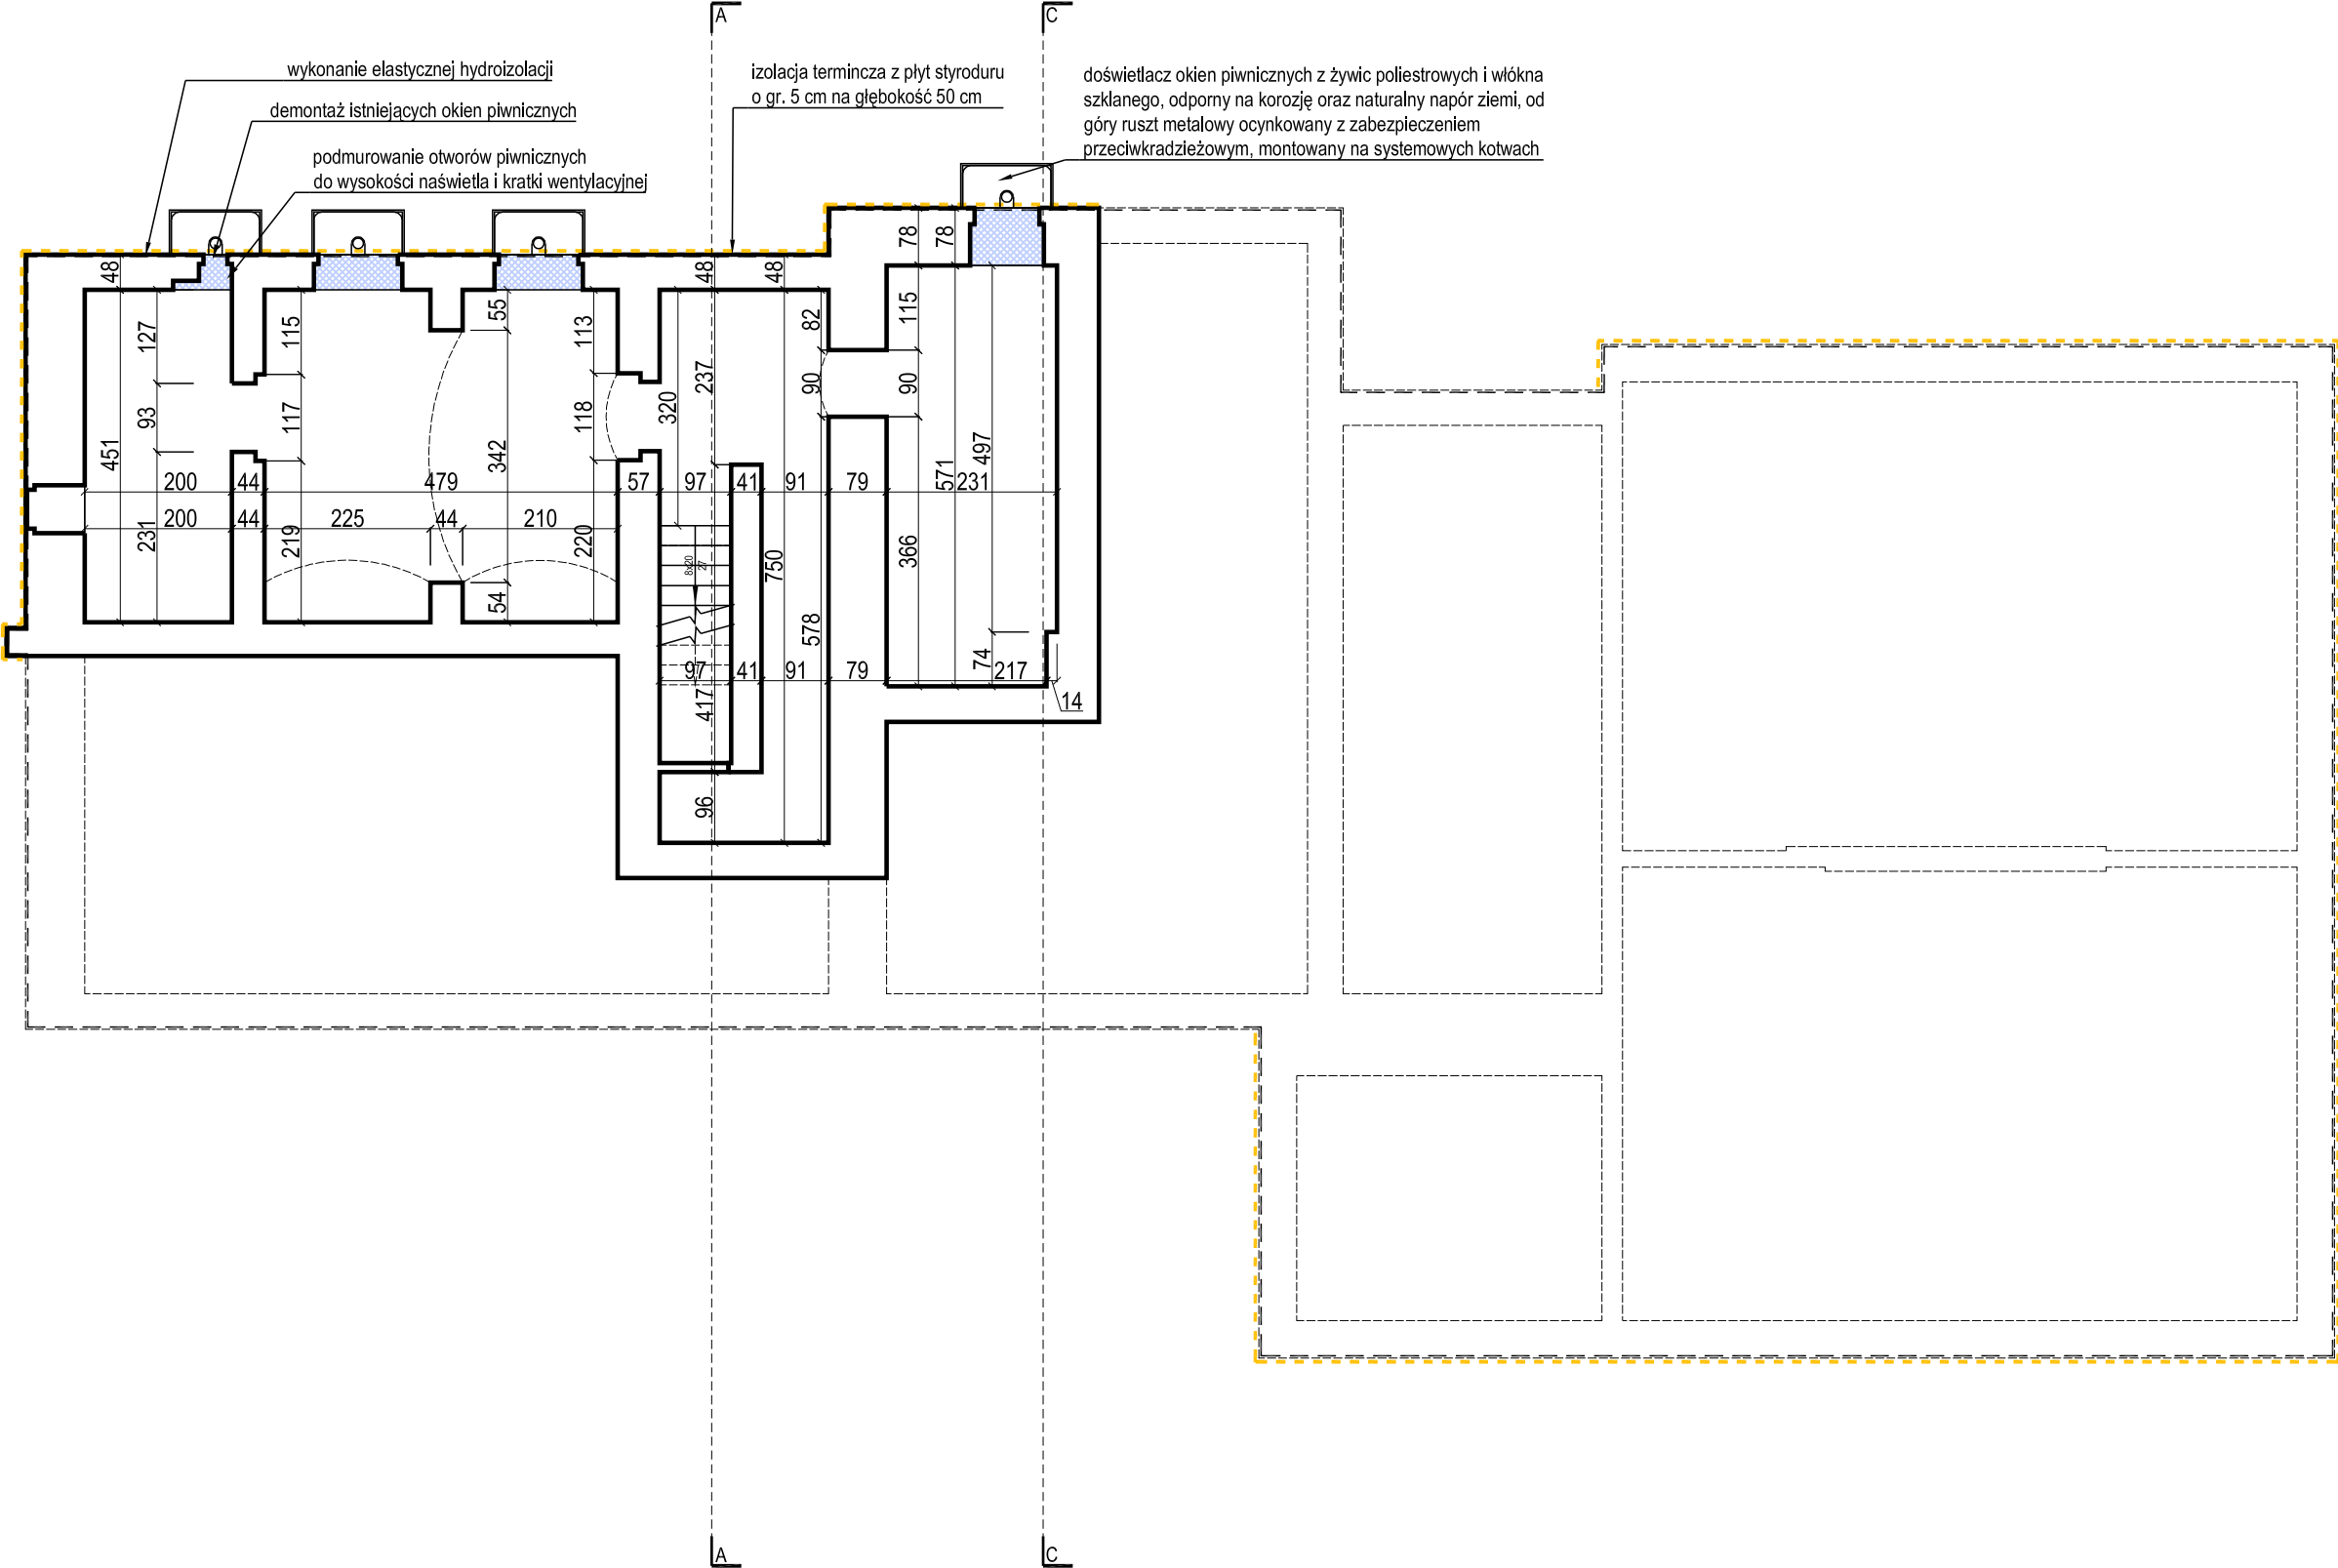 A
C
wykonanie elastycznej hydroizolacji
izolacja termincza z płyt styroduru
o gr. 5 cm na głębokość 50 cm
doświetlacz okien piwnicznych z żywic poliestrowych i włókna
szklanego, odporny na korozję oraz naturalny napór ziemi, od
góry ruszt metalowy ocynkowany z zabezpieczeniem
przeciwkradzieżowym, montowany na systemowych kotwach
demontaż istniejących okien piwnicznych
podmurowanie otworów piwnicznych
do wysokości naświetla i kratki wentylacyjnej
78 78
48 48 48
127 115 55 113 82 115
237 320
93 117 118 90 90
451 342 497 571
200 44 479 57 97 41 91 79 231
200 44 225 44 210
231 219 220 750 366
8x20
27
54 578 74
97 41 91 79 217
417 14
96
A
C